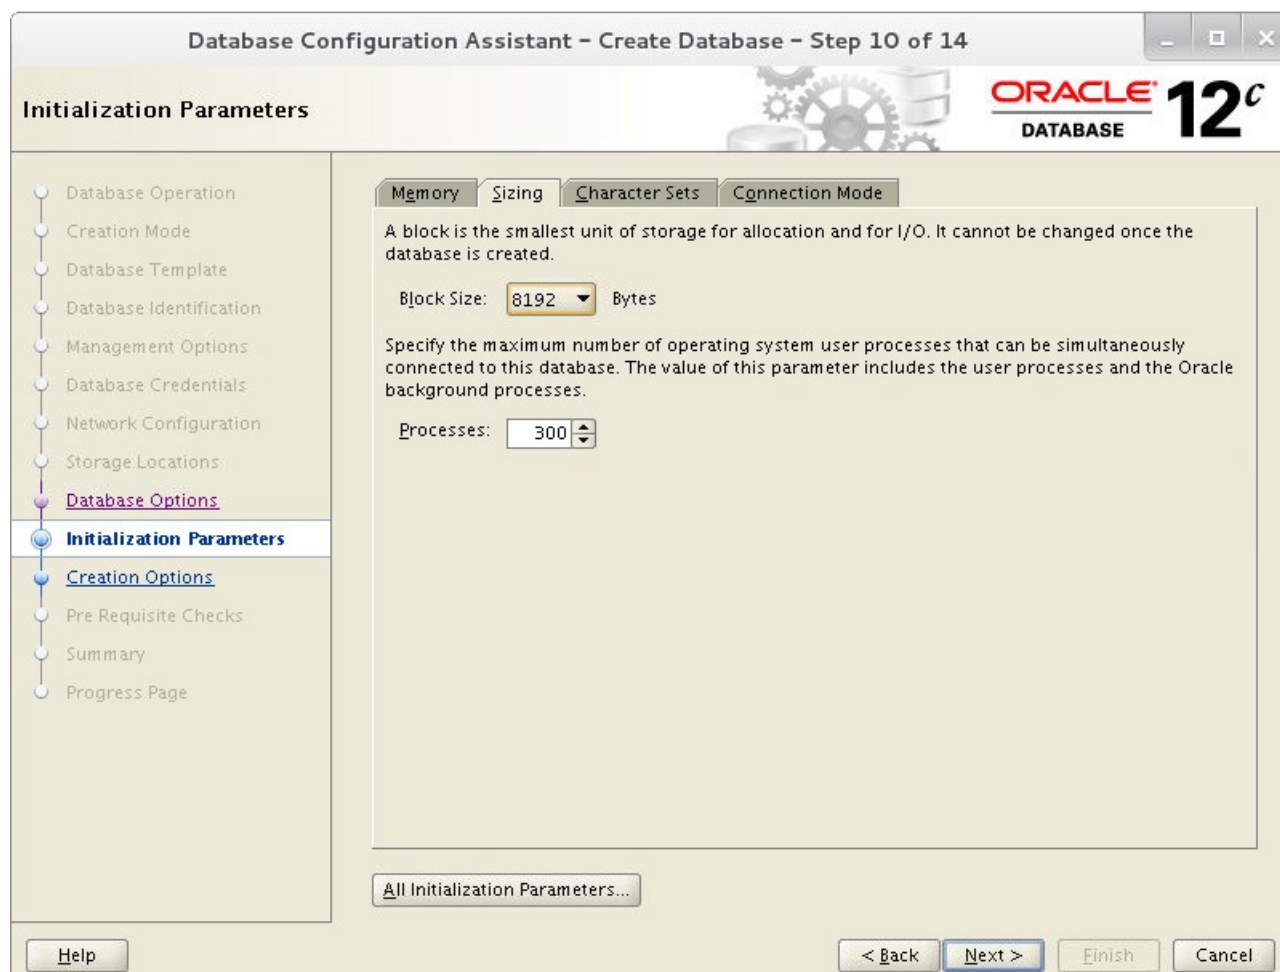 Database Configuration Assistant - Create Database - Step 10 of 14
Initialization Parameters
ORACLE
DATABASE
12c
Database Operation
Creation Mode
Database Template
Database Identification
Management Options
Database Credentials
Network Configuration
Storage Locations
Database Options
Initialization Parameters
Creation Options
Pre Requisite Checks
Summary
Progress Page
Memory Sizing Character Sets Connection Mode
A block is the smallest unit of storage for allocation and for I/O. It cannot be changed once the
database is created.
Block Size: 8192 Bytes
Specify the maximum number of operating system user processes that can be simultaneously
connected to this database. The value of this parameter includes the user processes and the Oracle
background processes.
Processes: 300
All Initialization Parameters...
Help < Back Next > Finish Cancel